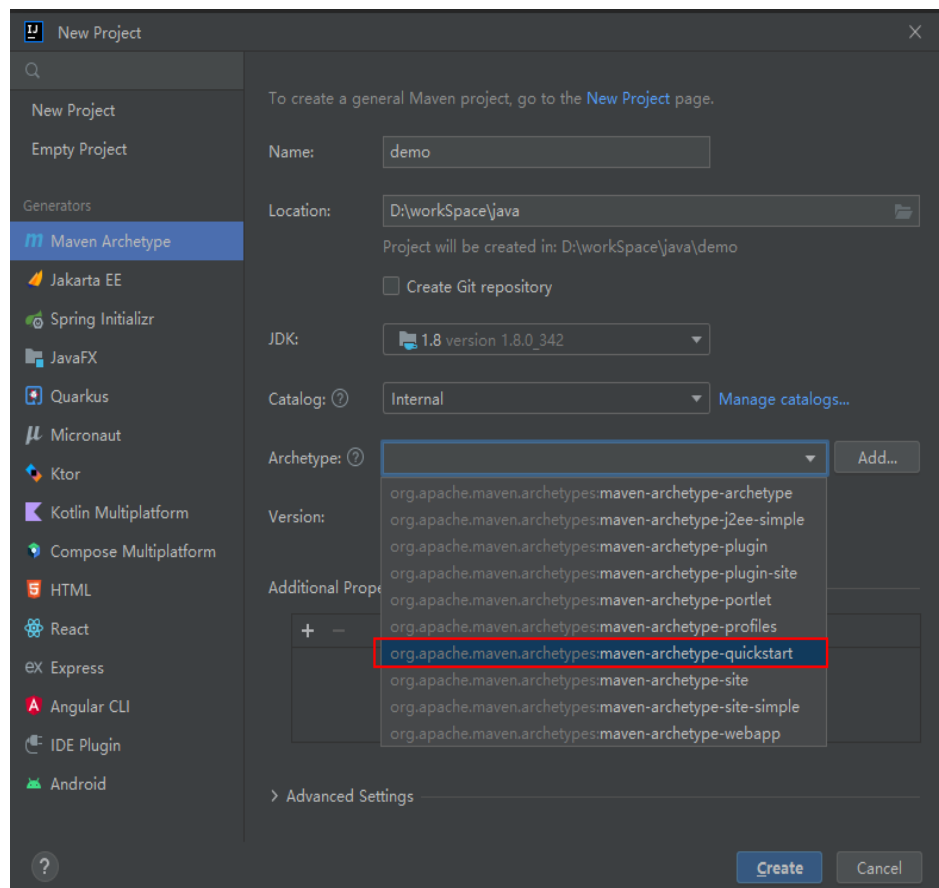 New Project
New Project
Empty Project
Generators
Maven Archetype
Jakarta EE
Spring Initializr
JavaFX
Quarkus
Micronaut
Ktor
Kotlin Multiplatform
Compose Multiplatform
HTML
React
Express
Angular CLI
IDE Plugin
Android
To create a general Maven project, go to the New Project page.
Name: demo
Location: D:\workSpace\java
Project will be created in: D:\workSpace\java\demo
Create Git repository
JDK: 1.8 version 1.8.0_342
Catalog: Internal Manage catalogs...
Archetype: Add...
org.apache.maven.archetypes:maven-archetype-archetype
org.apache.maven.archetypes:maven-archetype-j2ee-simple
Version:
org.apache.maven.archetypes:maven-archetype-plugin
org.apache.maven.archetypes:maven-archetype-plugin-site
Additional Prope
org.apache.maven.archetypes:maven-archetype-portlet
org.apache.maven.archetypes:maven-archetype-profiles
org.apache.maven.archetypes:maven-archetype-quickstart
org.apache.maven.archetypes:maven-archetype-site
org.apache.maven.archetypes:maven-archetype-site-simple
org.apache.maven.archetypes:maven-archetype-webapp
Advanced Settings
Create Cancel